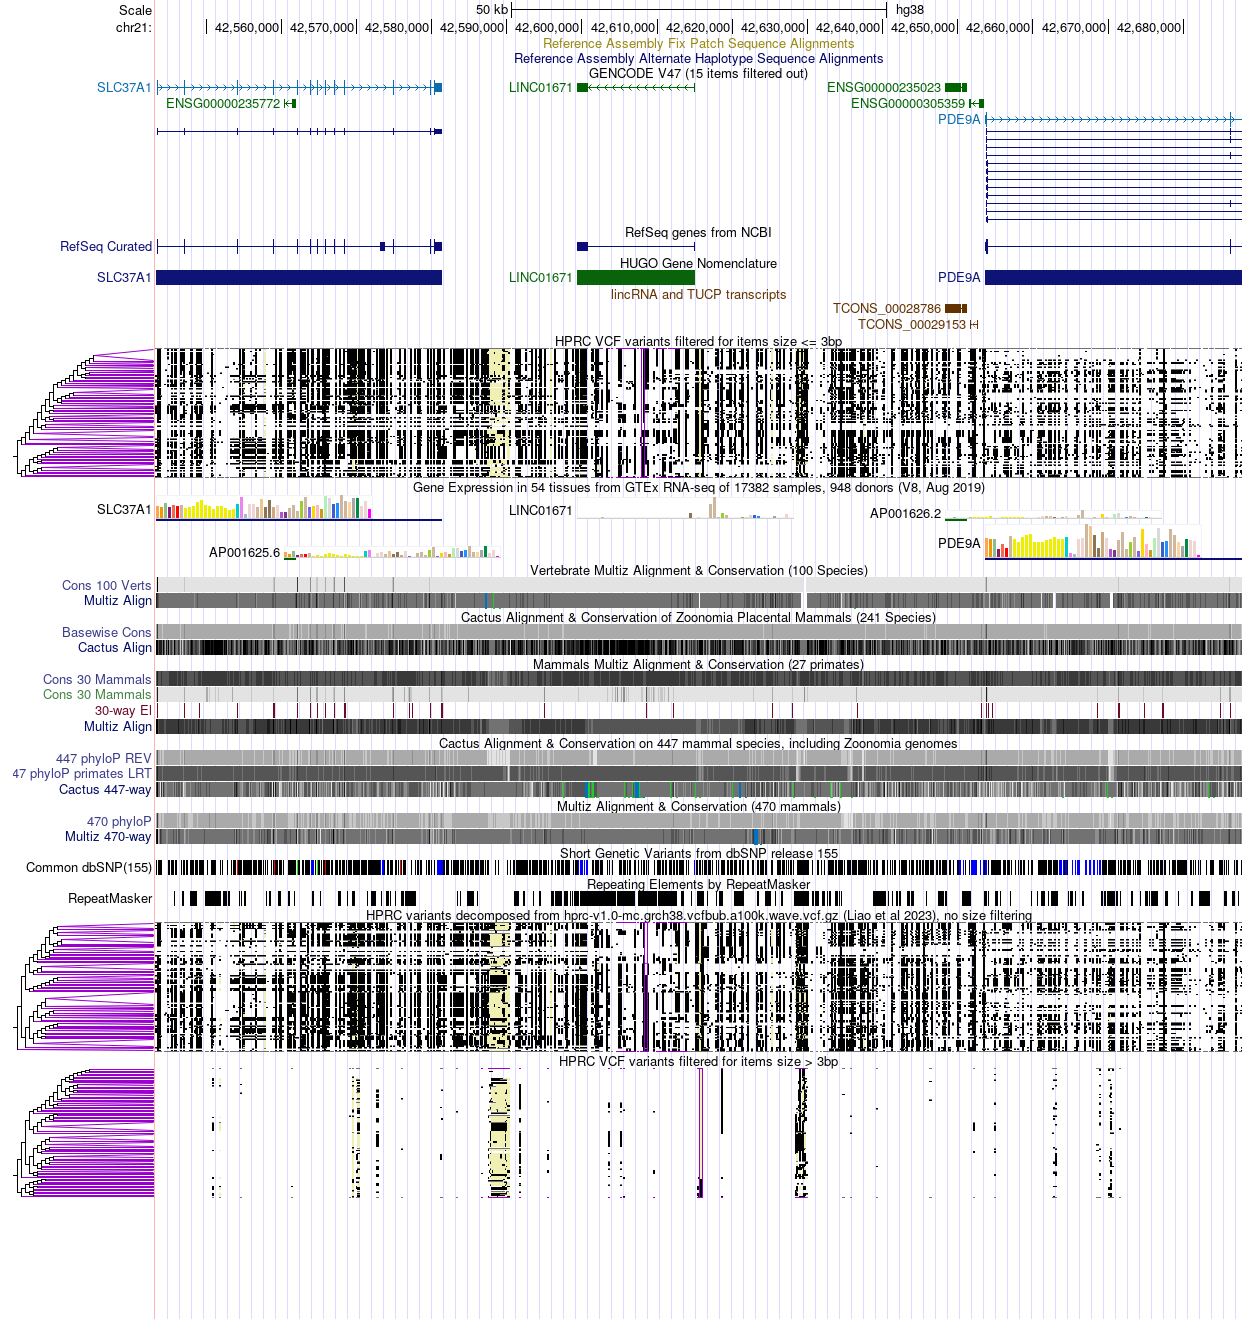 Scale 50 kb hg38
chr21: 42,560,000 42,570,000 42,580,000 42,590,000 42,600,000 42,610,000 42,620,000 42,630,000 42,640,000 42,650,000 42,660,000 42,670,000 42,680,000
Reference Assembly Fix Patch Sequence Alignments
Reference Assembly Alternate Haplotype Sequence Alignments
GENCODE V47 (15 items filtered out)
SLC37A1 LINC01671 ENSG00000235023
ENSG00000235772 ENSG00000305359
PDE9A
RefSeq genes from NCBI
RefSeq Curated
HUGO Gene Nomenclature
SLC37A1 LINC01671 PDE9A
lincRNA and TUCP transcripts
TCONS_00028786
TCONS_00029153
HPRC VCF variants filtered for items size <= 3bp
Gene Expression in 54 tissues from GTEx RNA-seq of 17382 samples, 948 donors (V8, Aug 2019)
SLC37A1 LINC01671 AP001626.2
AP001625.6 PDE9A
Vertebrate Multiz Alignment & Conservation (100 Species)
Cons 100 Verts
Multiz Align
Cactus Alignment & Conservation of Zoonomia Placental Mammals (241 Species)
Basewise Cons
Cactus Align
Mammals Multiz Alignment & Conservation (27 primates)
Cons 30 Mammals
Cons 30 Mammals
30-way El
Multiz Align
Cactus Alignment & Conservation on 447 mammal species, including Zoonomia genomes
447 phyloP REV
47 phyloP primates LRT
Cactus 447-way
Multiz Alignment & Conservation (470 mammals)
470 phyloP
Multiz 470-way
Short Genetic Variants from dbSNP release 155
Common dbSNP(155)
Repeating Elements by RepeatMasker
RepeatMasker
HPRC variants decomposed from hprc-v1.0-mc.grch38.vcfbub.a100k.wave.vcf.gz (Liao et al 2023), no size filtering
HPRC VCF variants filtered for items size > 3bp